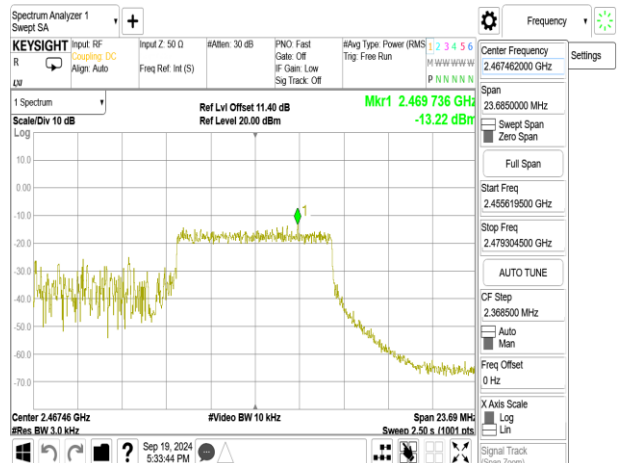 Spectrum Analyzer 1
Swept SA
Frequency
KEYSIGHT
R
LXI
Input: RF
Coupling: DC
Align: Auto
Input Z: 50 Ω
Freq Ref: Int (S)
#Atten: 30 dB
PNO: Fast
Gate: Off
IF Gain: Low
Sig Track: Off
#Avg Type: Power (RMS
Trig: Free Run
1 2 3 4 5 6
M W W W W W
P N N N N N
1 Spectrum
Scale/Div 10 dB
Log
Ref Lvl Offset 11.40 dB
Ref Level 20.00 dBm
Mkr1 2.469 736 GHz
-13.22 dBm
10.0
0.00
-10.0
-20.0
-30.0
-40.0
-50.0
-60.0
-70.0
1
Center 2.46746 GHz
#Res BW 3.0 kHz
#Video BW 10 kHz
Span 23.69 MHz
Sweep 2.50 s (1001 pts
Sep 19, 2024
5:33:44 PM
Center Frequency
2.467462000 GHz
Span
23.6850000 MHz
Swept Span
Zero Span
Full Span
Start Freq
2.455619500 GHz
Stop Freq
2.479304500 GHz
AUTO TUNE
CF Step
2.368500 MHz
Auto
Man
Freq Offset
0 Hz
X Axis Scale
Log
Lin
Signal Track
(Span Zoom)
Settings